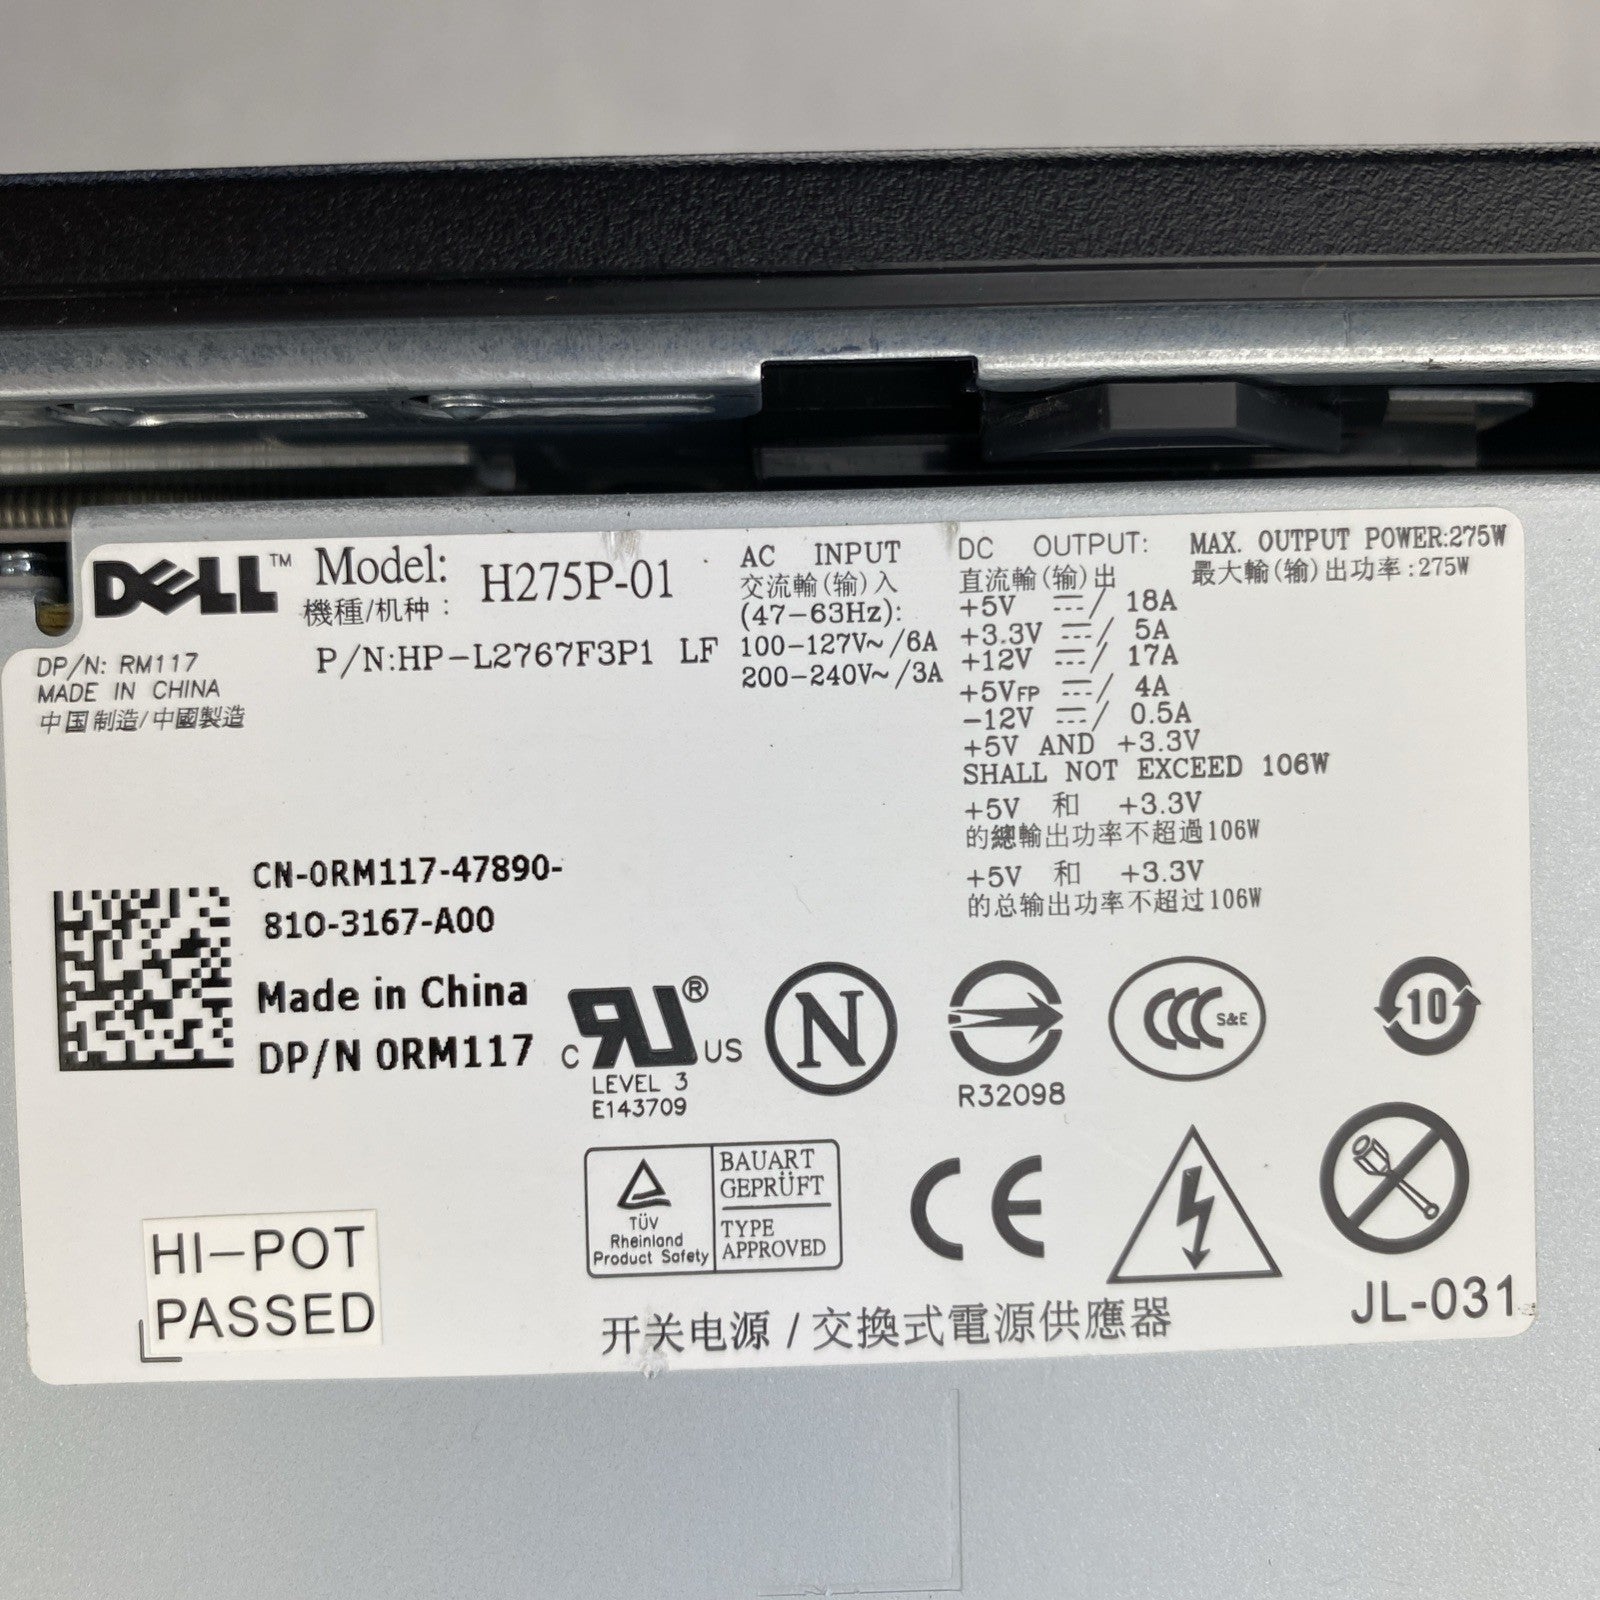 DELL™ Model: H275P-01
機種/机种:
P/N:HP-L2767F3P1 LF
DP/N: RM117
MADE IN CHINA
中国制造/中國製造
AC INPUT
交流輸(输)入
(47-63Hz):
100-127V~/6A
200-240V~/3A
DC OUTPUT: MAX. OUTPUT POWER:275W
直流輸(输)出 最大輸(输)出功率:275W
+5V ⎓/ 18A
+3.3V ⎓/ 5A
+12V ⎓/ 17A
+5VFP ⎓/ 4A
-12V ⎓/ 0.5A
+5V AND +3.3V
SHALL NOT EXCEED 106W
+5V 和 +3.3V
的總輸出功率不超過106W
+5V 和 +3.3V
的总输出功率不超过106W
CN-0RM117-47890-
810-3167-A00
Made in China
DP/N 0RM117
c RU® US
LEVEL 3
E143709
N
R32098
CCC S&E
10
TÜV
Rheinland
Product Safety
BAUART
GEPRÜFT
TYPE
APPROVED
CE
JL-031
HI-POT
PASSED
开关电源 / 交換式電源供應器